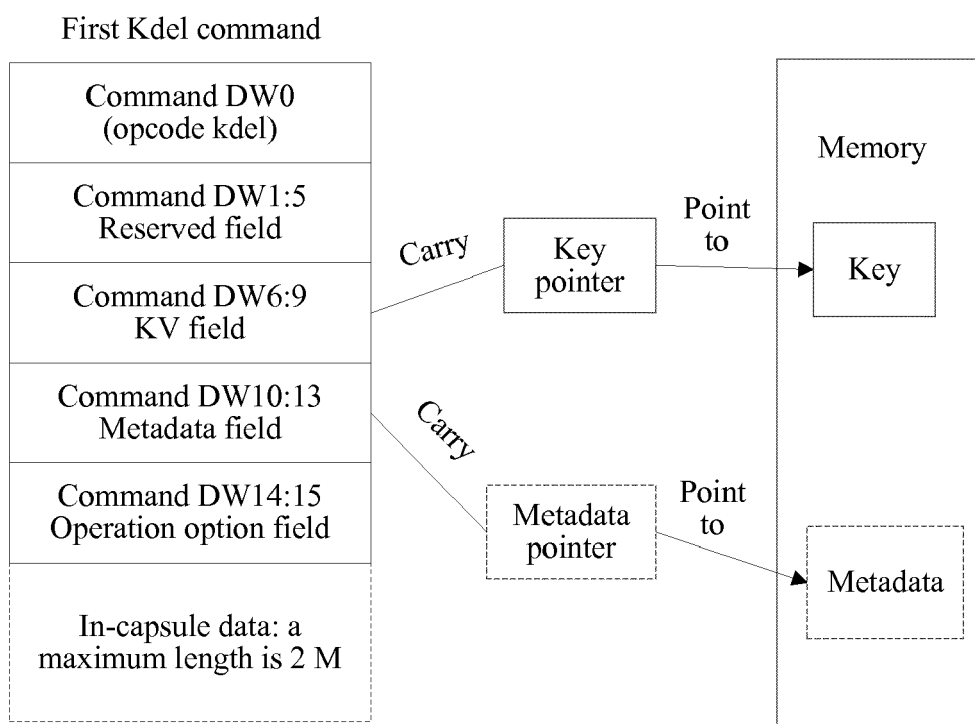 First Kdel command
Command DW0
(opcode kdel)
Command DW1:5
Reserved field
Command DW6:9
KV field
Command DW10:13
Metadata field
Command DW14:15
Operation option field
In-capsule data: a
maximum length is 2 M
Carry
Key
pointer
Point
to
Carry
Metadata
pointer
Point
to
Memory
Key
Metadata